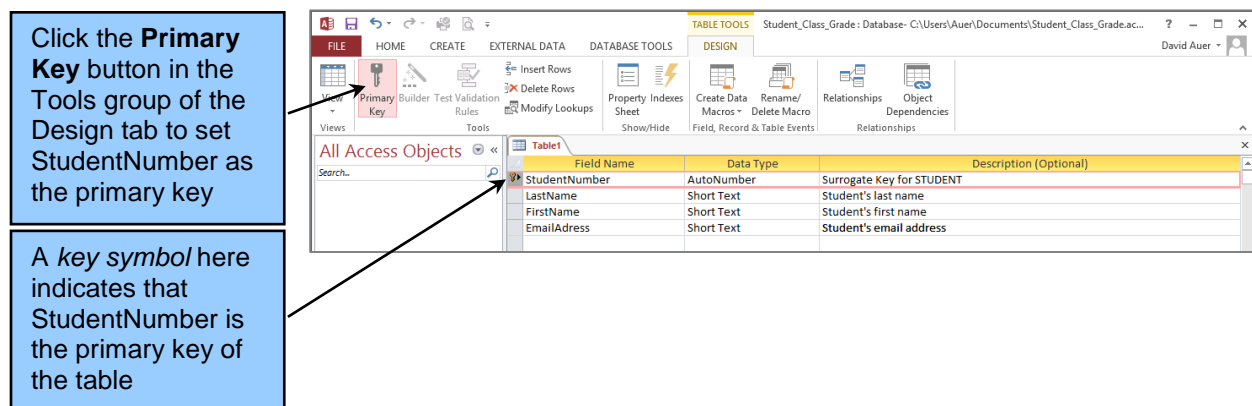 Click the Primary
Key button in the
Tools group of the
Design tab to set
StudentNumber as
the primary key
A key symbol here
indicates that
StudentNumber is
the primary key of
the table
TABLE TOOLS Student_Class_Grade : Database- C:\Users\Auer\Documents\Student_Class_Grade.ac... ?
FILE HOME CREATE EXTERNAL DATA DATABASE TOOLS DESIGN David Auer
View Primary Key Builder Test Validation Rules Insert Rows Delete Rows Modify Lookups Property Sheet Indexes Create Data Macros Rename/ Delete Macro Relationships Object Dependencies
Views Tools Show/Hide Field, Record & Table Events Relationships
All Access Objects
Search...
Table1
Field Name Data Type Description (Optional)
StudentNumber AutoNumber Surrogate Key for STUDENT
LastName Short Text Student's last name
FirstName Short Text Student's first name
EmailAdress Short Text Student's email address